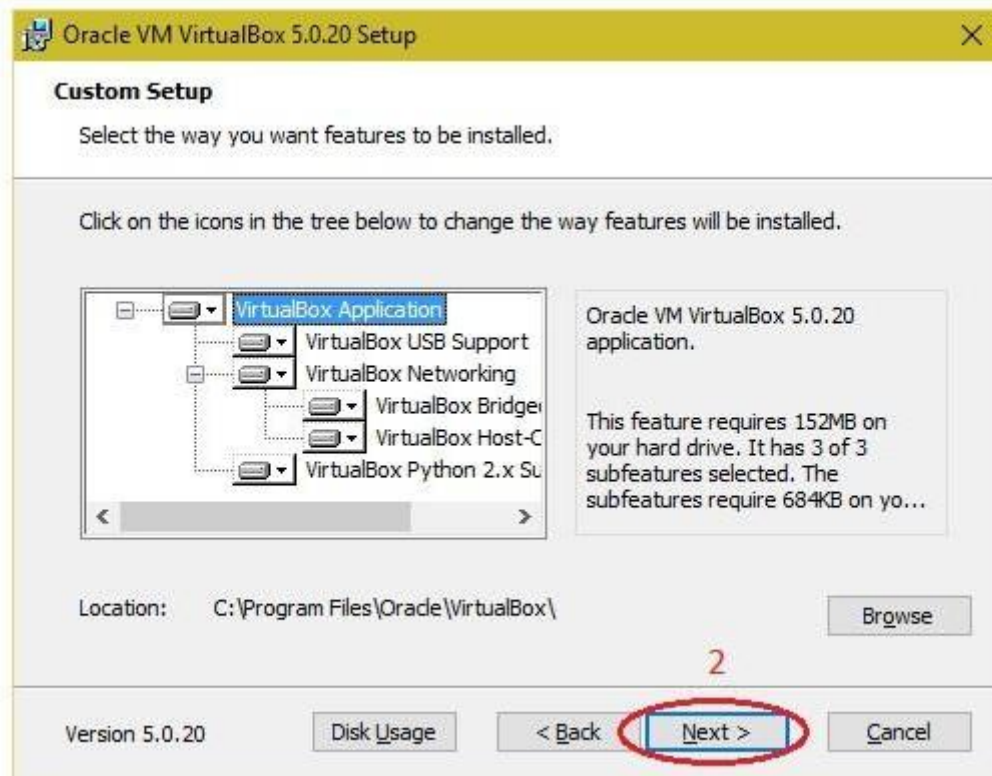 Oracle VM VirtualBox 5.0.20 Setup
Custom Setup
Select the way you want features to be installed.
Click on the icons in the tree below to change the way features will be installed.
VirtualBox Application
VirtualBox USB Support
VirtualBox Networking
VirtualBox Bridge
VirtualBox Host-C
VirtualBox Python 2.x Su
Oracle VM VirtualBox 5.0.20
application.
This feature requires 152MB on
your hard drive. It has 3 of 3
subfeatures selected. The
subfeatures require 684KB on yo...
Location: C:\Program Files\Oracle\VirtualBox\
Browse
2
Version 5.0.20 Disk Usage < Back Next > Cancel